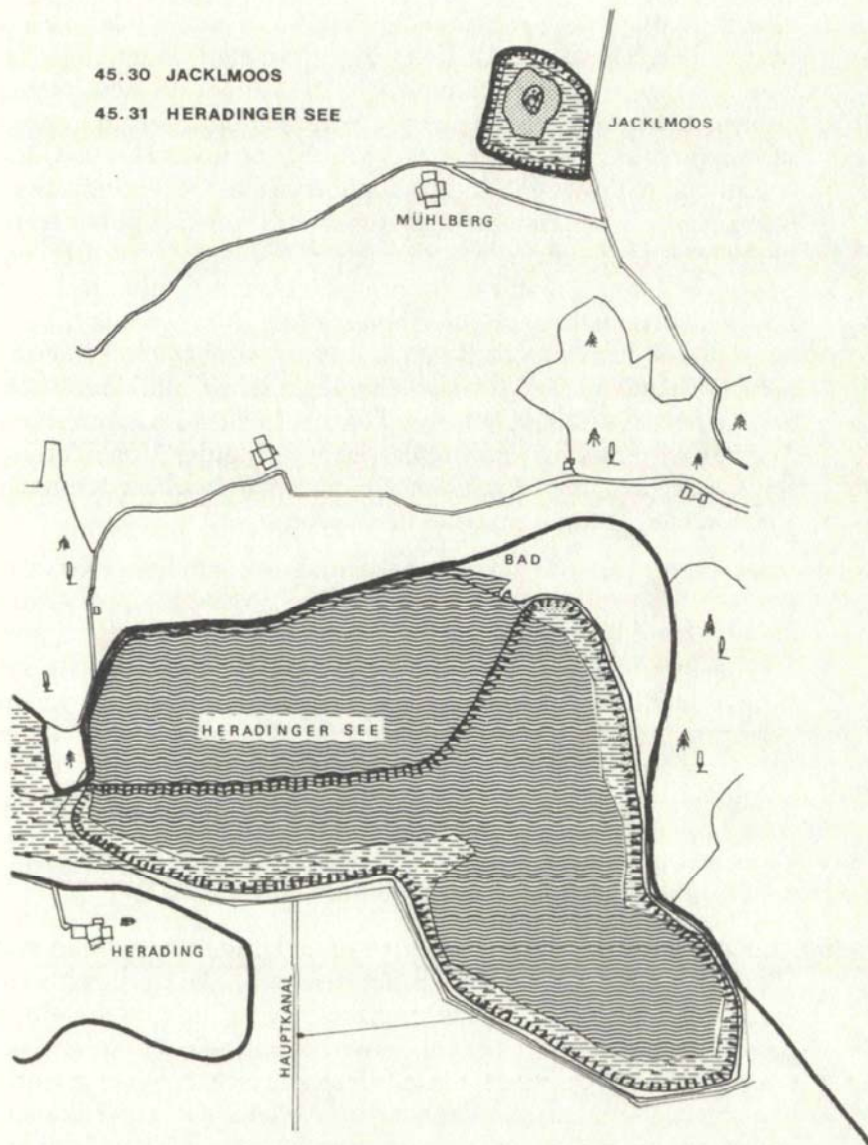 45.30 JACKLMOOS
45.31 HERADINGER SEE
JACKLMOOS
MÜHLBERG
BAD
HERADINGER SEE
HERADING
HAUPTKANAL